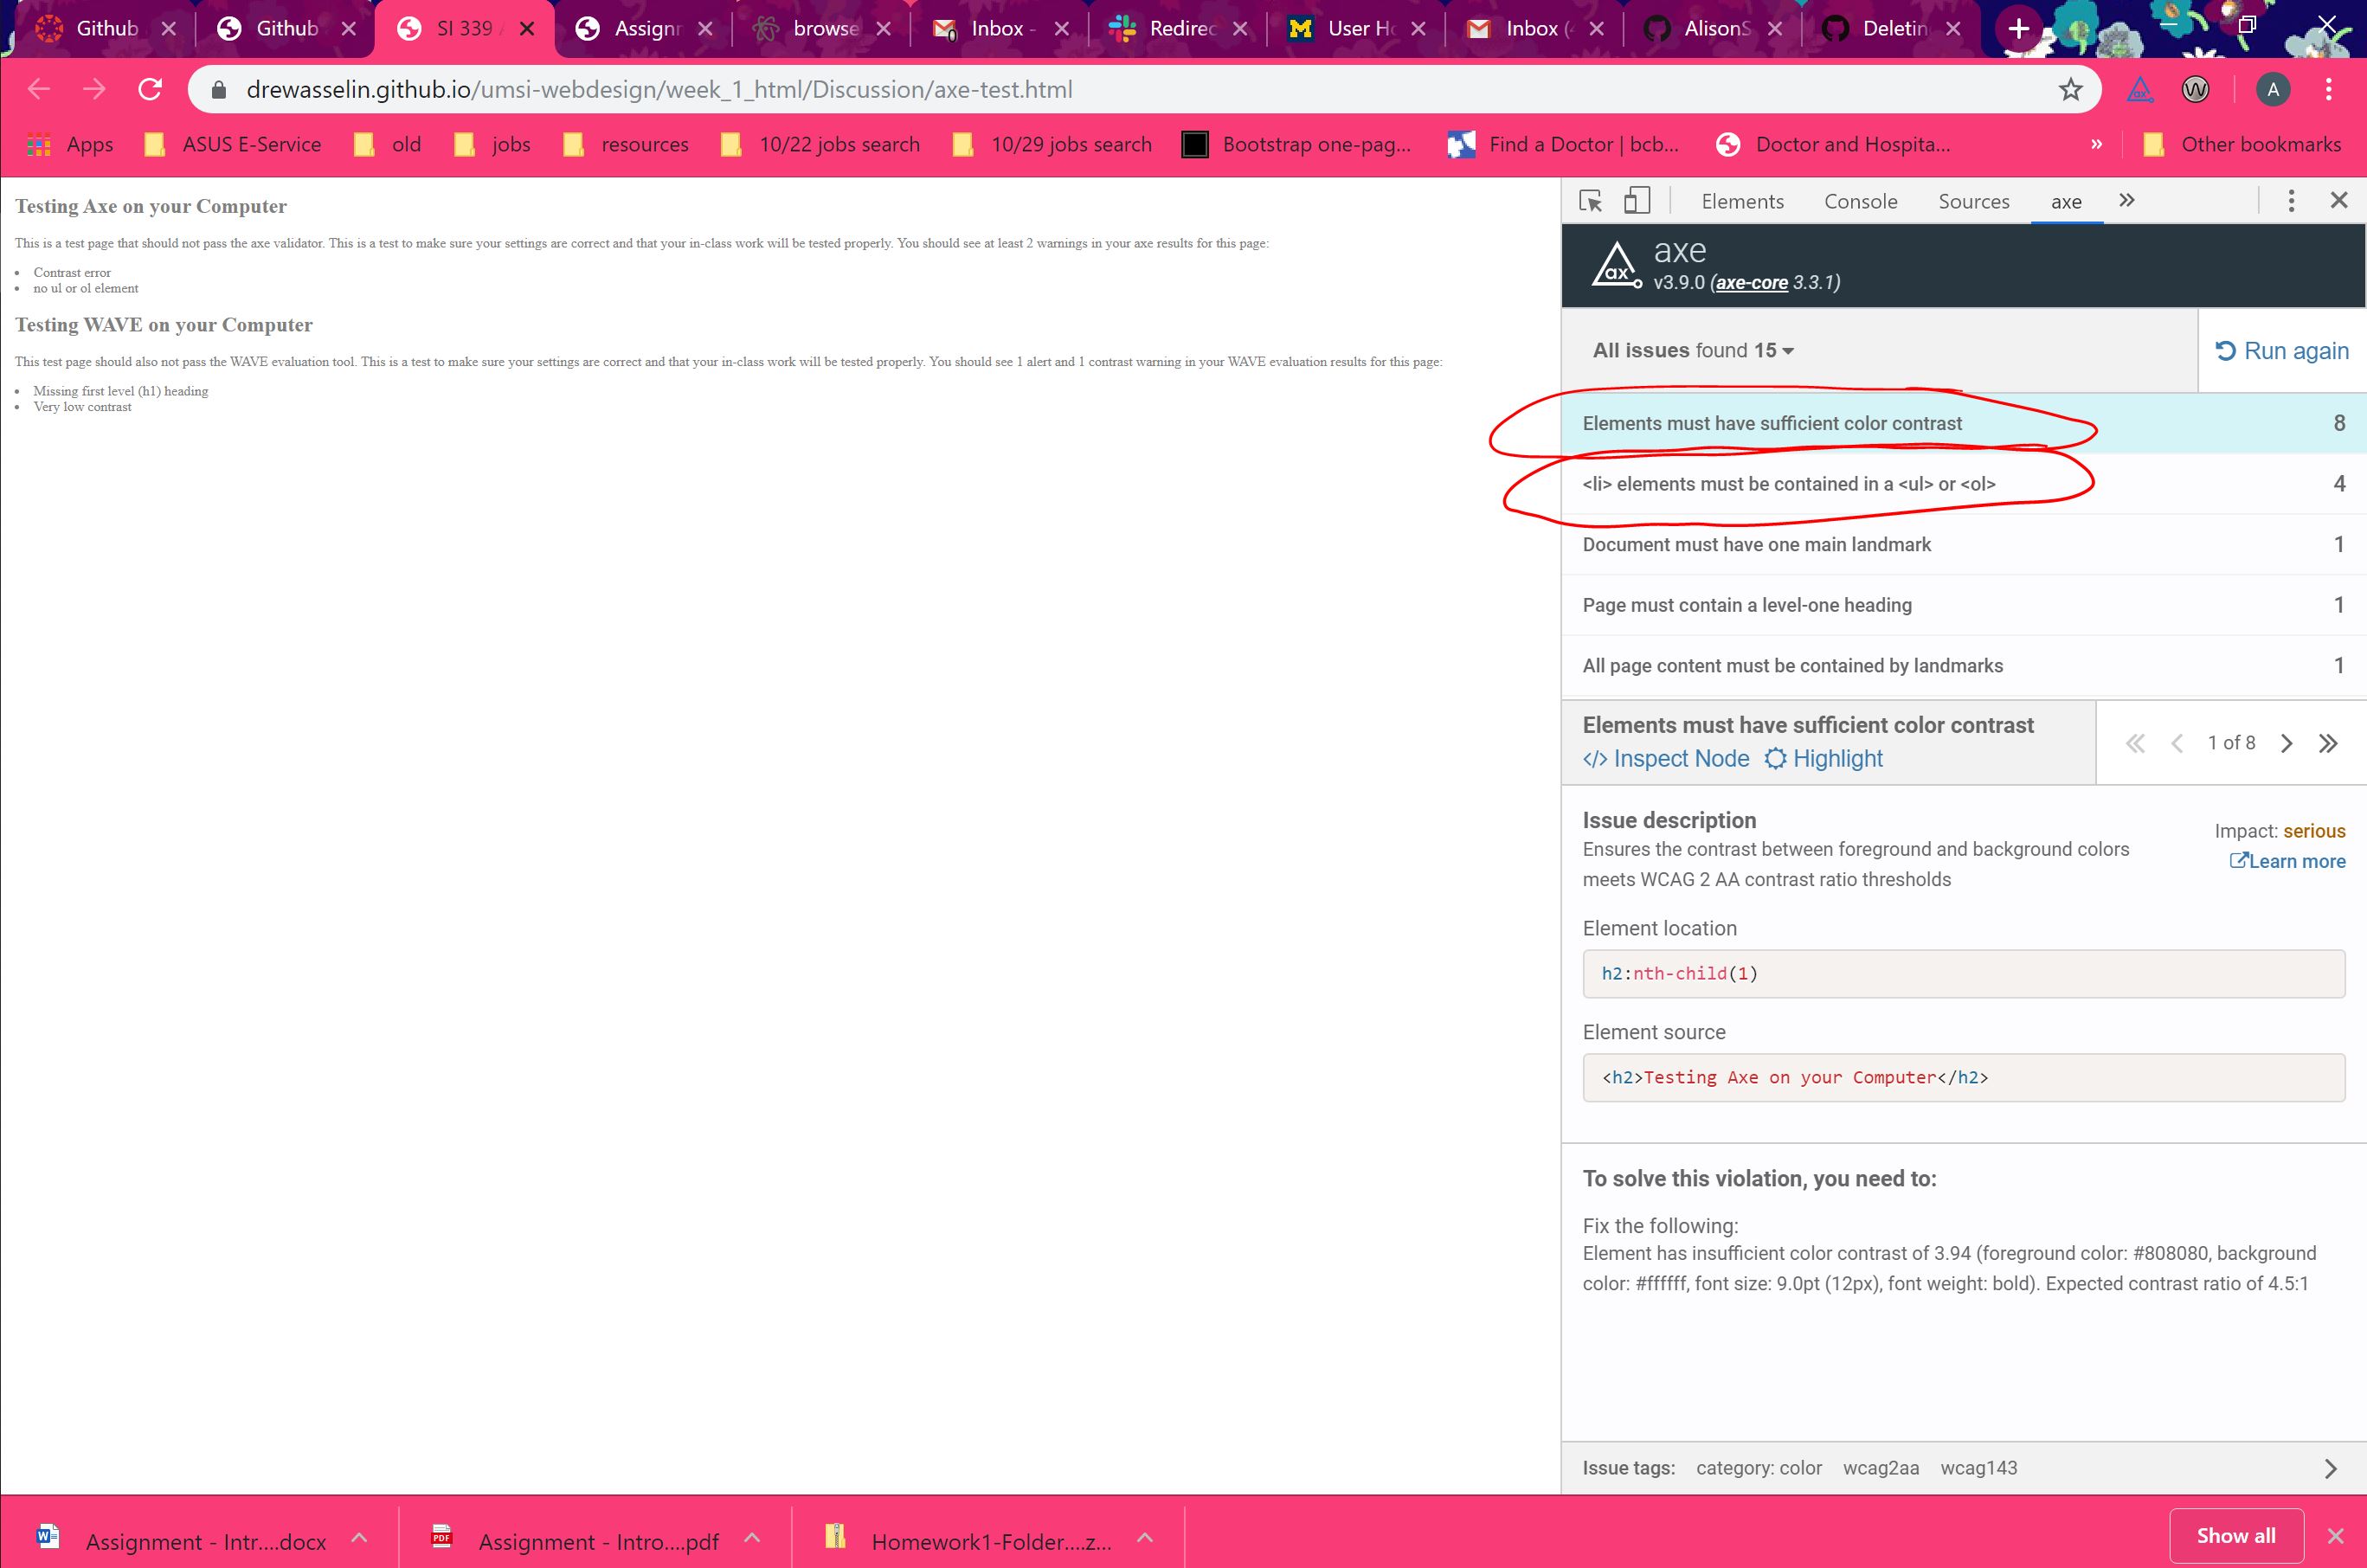 Github
Github
SI 339 /
Assignr
browse
Inbox -
Redirec
User Ho
Inbox (
AlisonS
Deletin
drewasselin.github.io/umsi-webdesign/week_1_html/Discussion/axe-test.html
A
Apps
ASUS E-Service
old
jobs
resources
10/22 jobs search
10/29 jobs search
Bootstrap one-pag...
Find a Doctor | bcb...
Doctor and Hospita...
»
Other bookmarks
Testing Axe on your Computer
This is a test page that should not pass the axe validator. This is a test to make sure your settings are correct and that your in-class work will be tested properly. You should see at least 2 warnings in your axe results for this page:
• Contrast error
• no ul or ol element
Testing WAVE on your Computer
This test page should also not pass the WAVE evaluation tool. This is a test to make sure your settings are correct and that your in-class work will be tested properly. You should see 1 alert and 1 contrast warning in your WAVE evaluation results for this page:
• Missing first level (h1) heading
• Very low contrast
Elements Console Sources axe »
ax
axe
v3.9.0 (axe-core 3.3.1)
All issues found 15
Run again
Elements must have sufficient color contrast 8
<li> elements must be contained in a <ul> or <ol> 4
Document must have one main landmark 1
Page must contain a level-one heading 1
All page content must be contained by landmarks 1
Elements must have sufficient color contrast
</> Inspect Node Highlight
1 of 8
Issue description
Impact: serious
Learn more
Ensures the contrast between foreground and background colors
meets WCAG 2 AA contrast ratio thresholds
Element location
h2:nth-child(1)
Element source
<h2>Testing Axe on your Computer</h2>
To solve this violation, you need to:
Fix the following:
Element has insufficient color contrast of 3.94 (foreground color: #808080, background
color: #ffffff, font size: 9.0pt (12px), font weight: bold). Expected contrast ratio of 4.5:1
Issue tags: category: color wcag2aa wcag143
Assignment - Intr....docx
Assignment - Intro....pdf
Homework1-Folder....z...
Show all